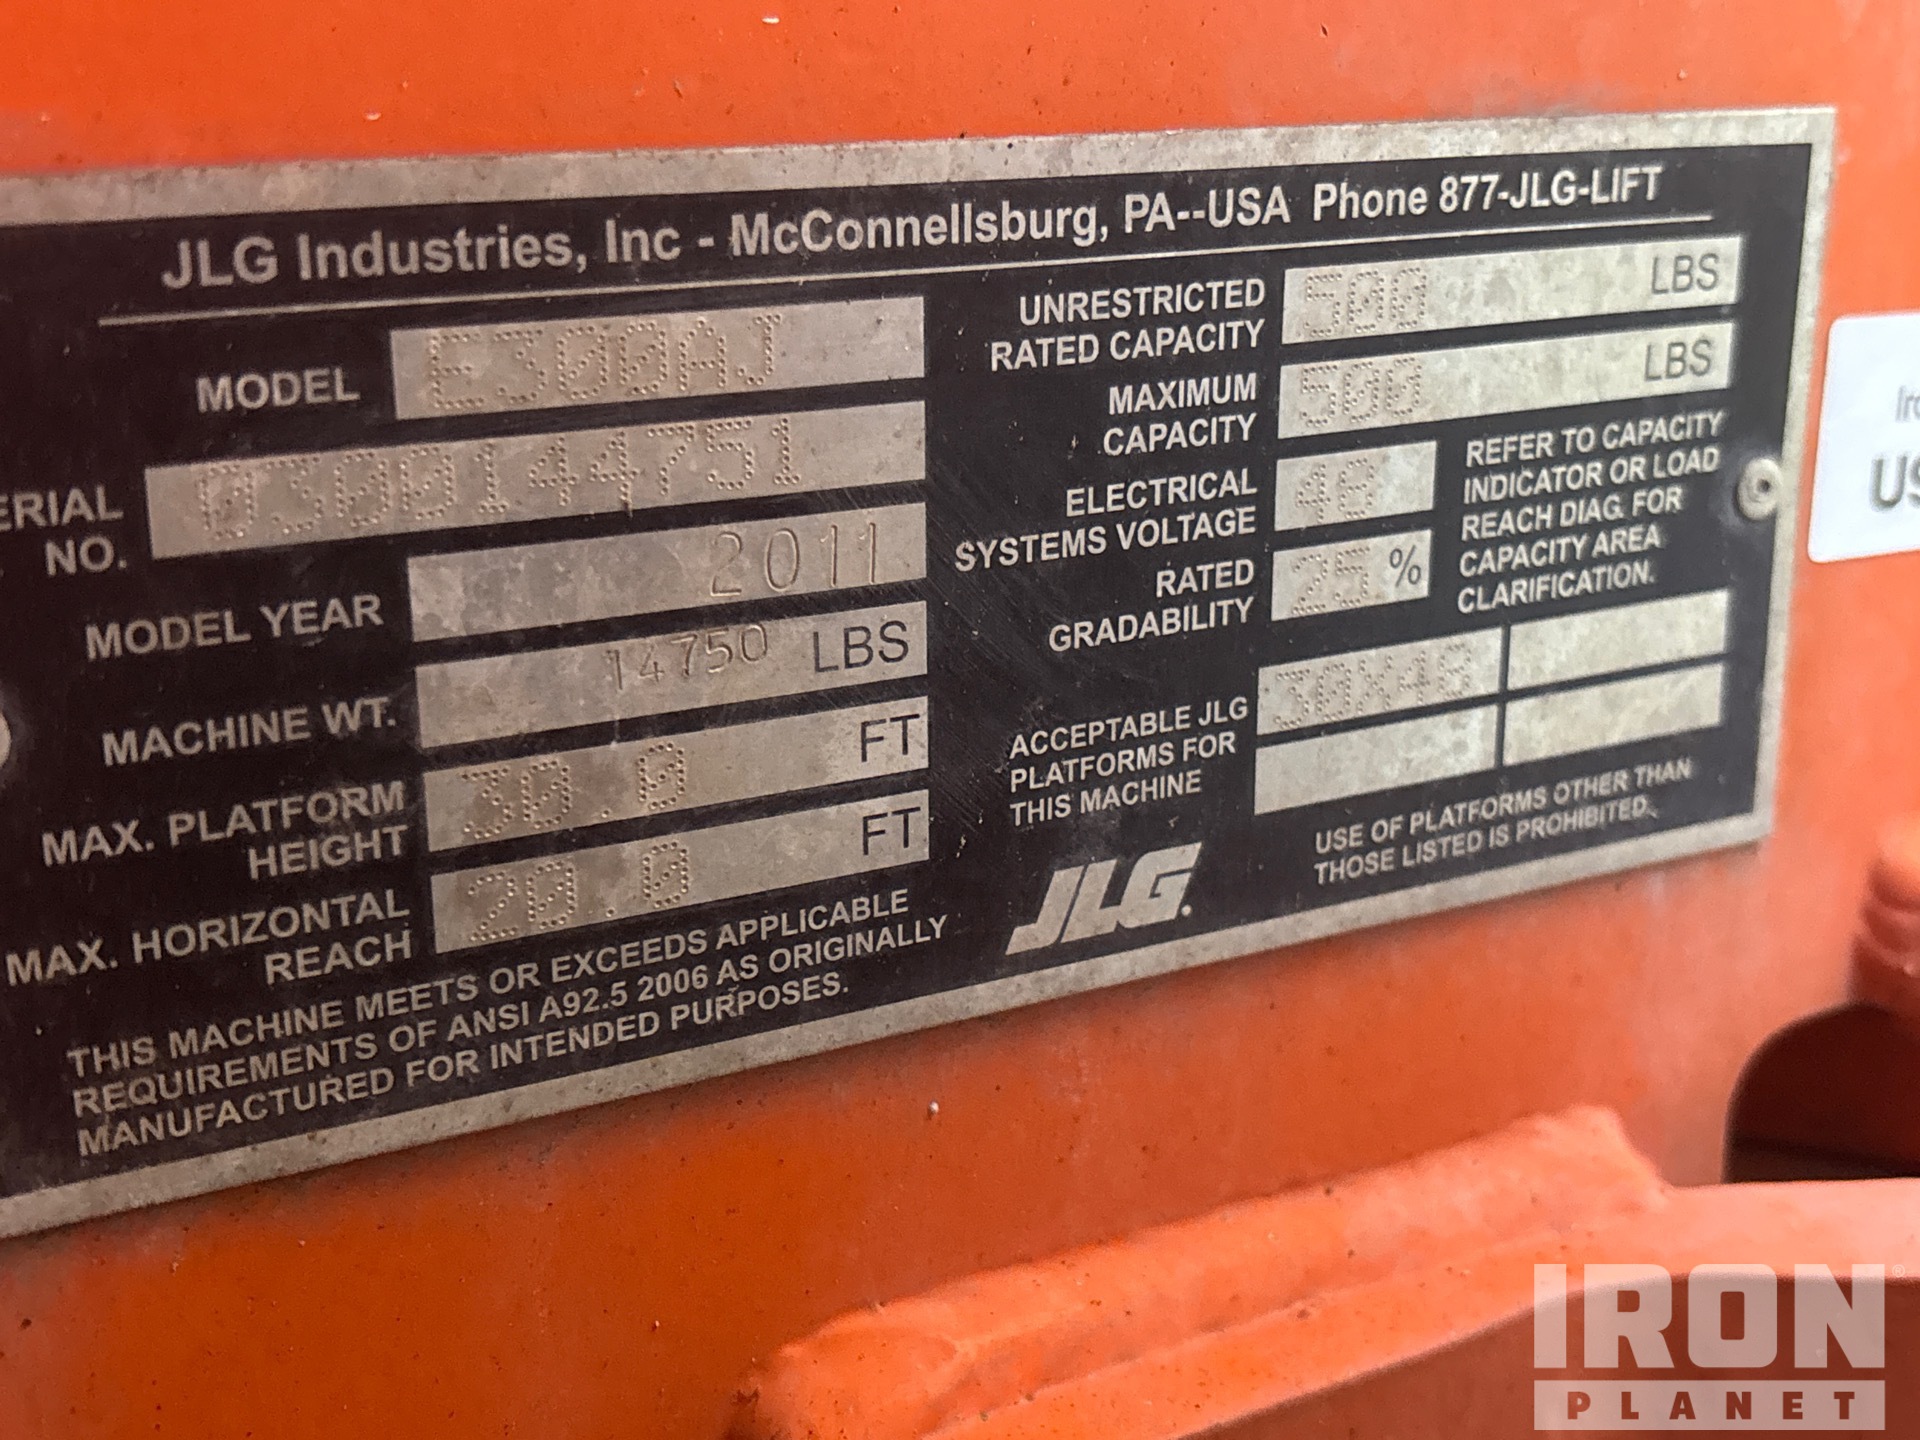 JLG Industries, Inc - McConnellsburg, PA--USA Phone 877-JLG-LIFT
MODEL E300AJ
ERIAL
NO. 0300144751
MODEL YEAR 2011
MACHINE WT. 14750 LBS
MAX. PLATFORM
HEIGHT 30.0 FT
MAX. HORIZONTAL
REACH 20.0 FT
THIS MACHINE MEETS OR EXCEEDS APPLICABLE
REQUIREMENTS OF ANSI A92.5 2006 AS ORIGINALLY
MANUFACTURED FOR INTENDED PURPOSES.
UNRESTRICTED
RATED CAPACITY 500 LBS
MAXIMUM
CAPACITY 500 LBS
ELECTRICAL
SYSTEMS VOLTAGE 48
RATED
GRADABILITY 25 %
REFER TO CAPACITY
INDICATOR OR LOAD
REACH DIAG. FOR
CAPACITY AREA
CLARIFICATION.
ACCEPTABLE JLG
PLATFORMS FOR
THIS MACHINE
30X48
USE OF PLATFORMS OTHER THAN
THOSE LISTED IS PROHIBITED.
JLG.
Iro
US
IRON®
PLANET